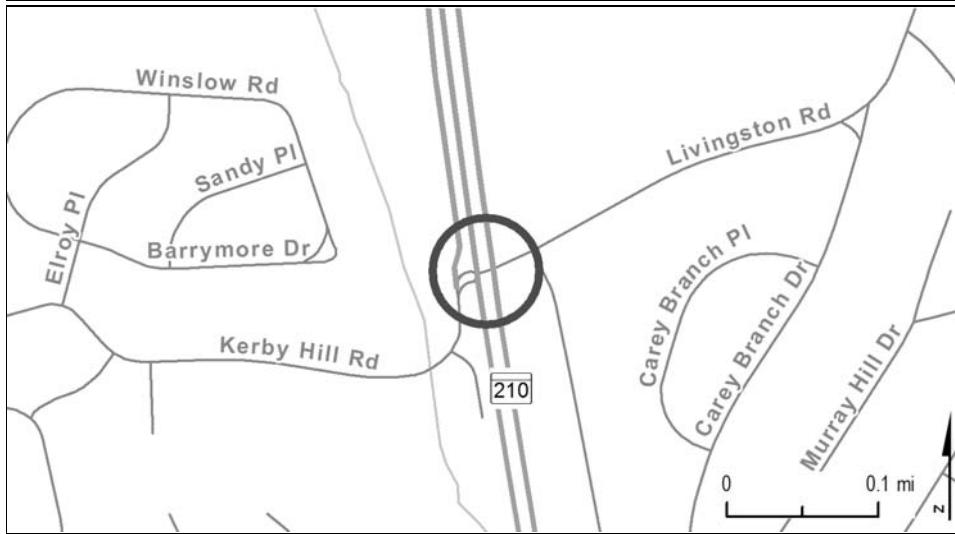 Winslow Rd
Livingston Rd
Sandy Pl
Elroy Pl
Barrymore Dr
Carey Branch Pl
Carey Branch Dr
Kerby Hill Rd
Murray Hill Dr
210
0 0.1 mi
N